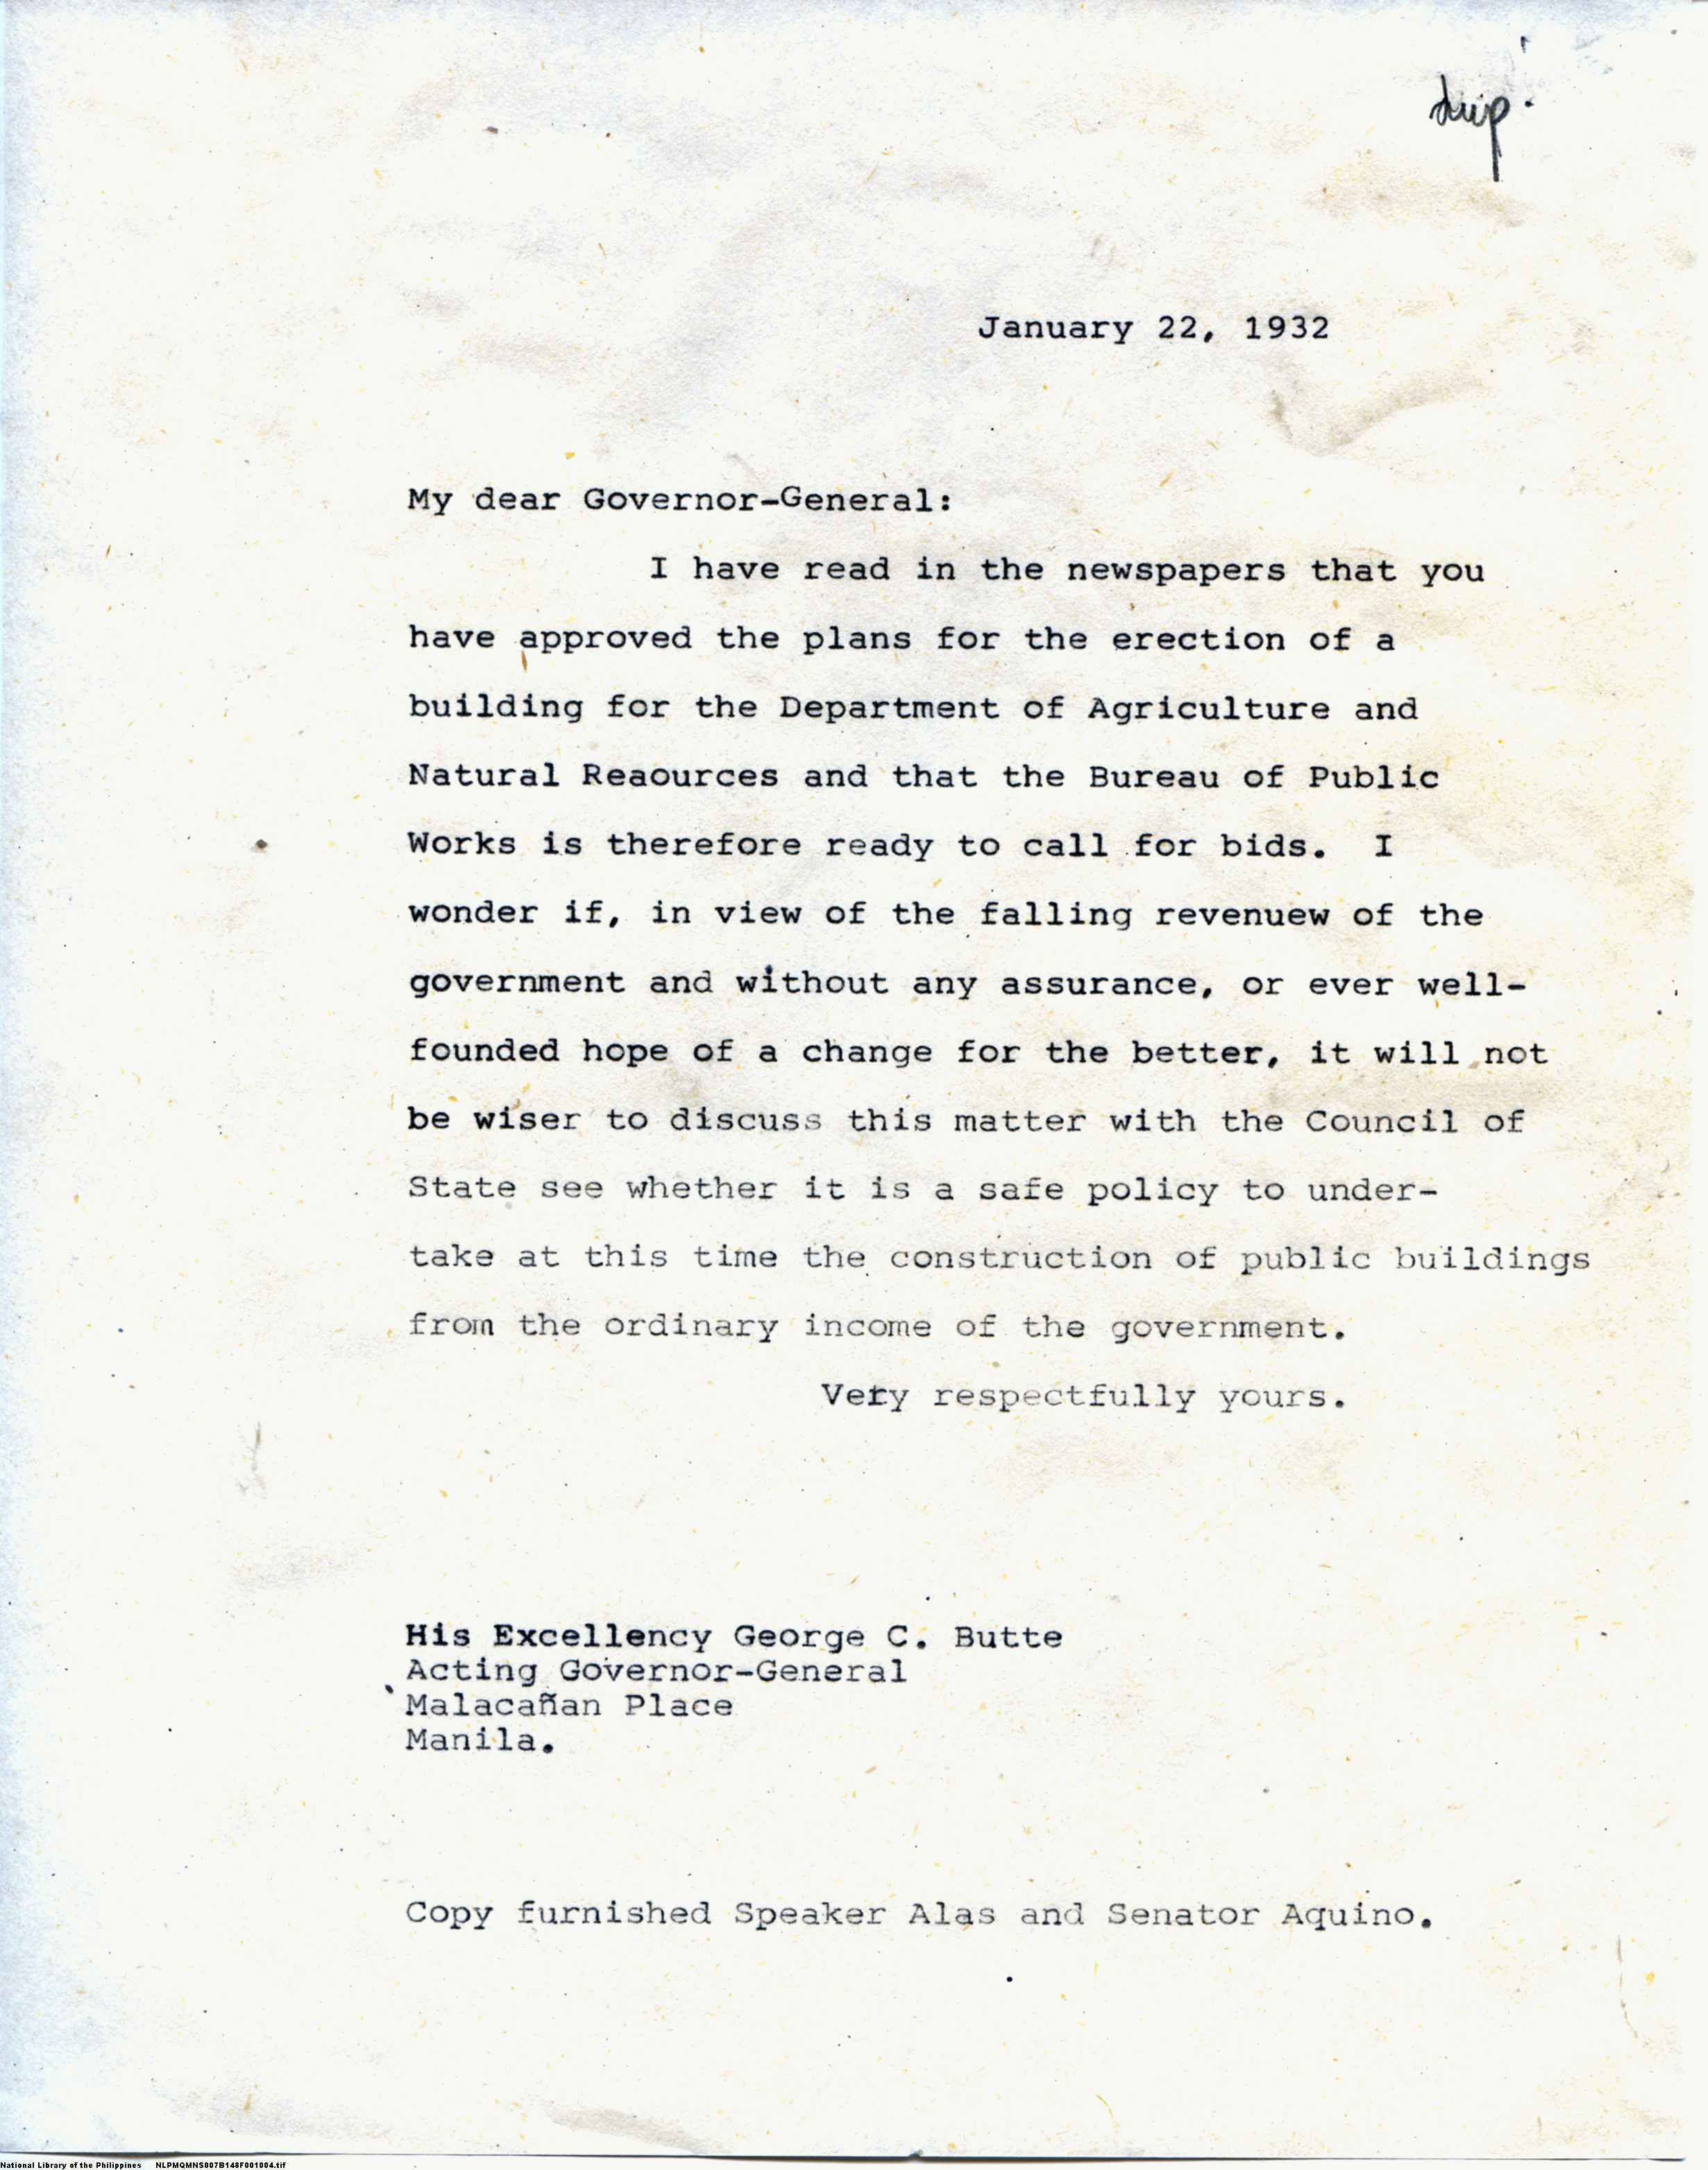 dup.
January 22, 1932
My dear Governor-General:
I have read in the newspapers that you
have approved the plans for the erection of a
building for the Department of Agriculture and
Natural Reaources and that the Bureau of Public
Works is therefore ready to call for bids. I
wonder if, in view of the falling revenuew of the
government and without any assurance, or ever well-
founded hope of a change for the better, it will not
be wiser to discuss this matter with the Council of
State see whether it is a safe policy to under-
take at this time the construction of public buildings
from the ordinary income of the government.
Very respectfully yours.
His Excellency George C. Butte
Acting Governor-General
Malacañan Place
Manila.
Copy furnished Speaker Alas and Senator Aquino.
National Library of the Philippines NLPMQMNS007B148F001004.tif